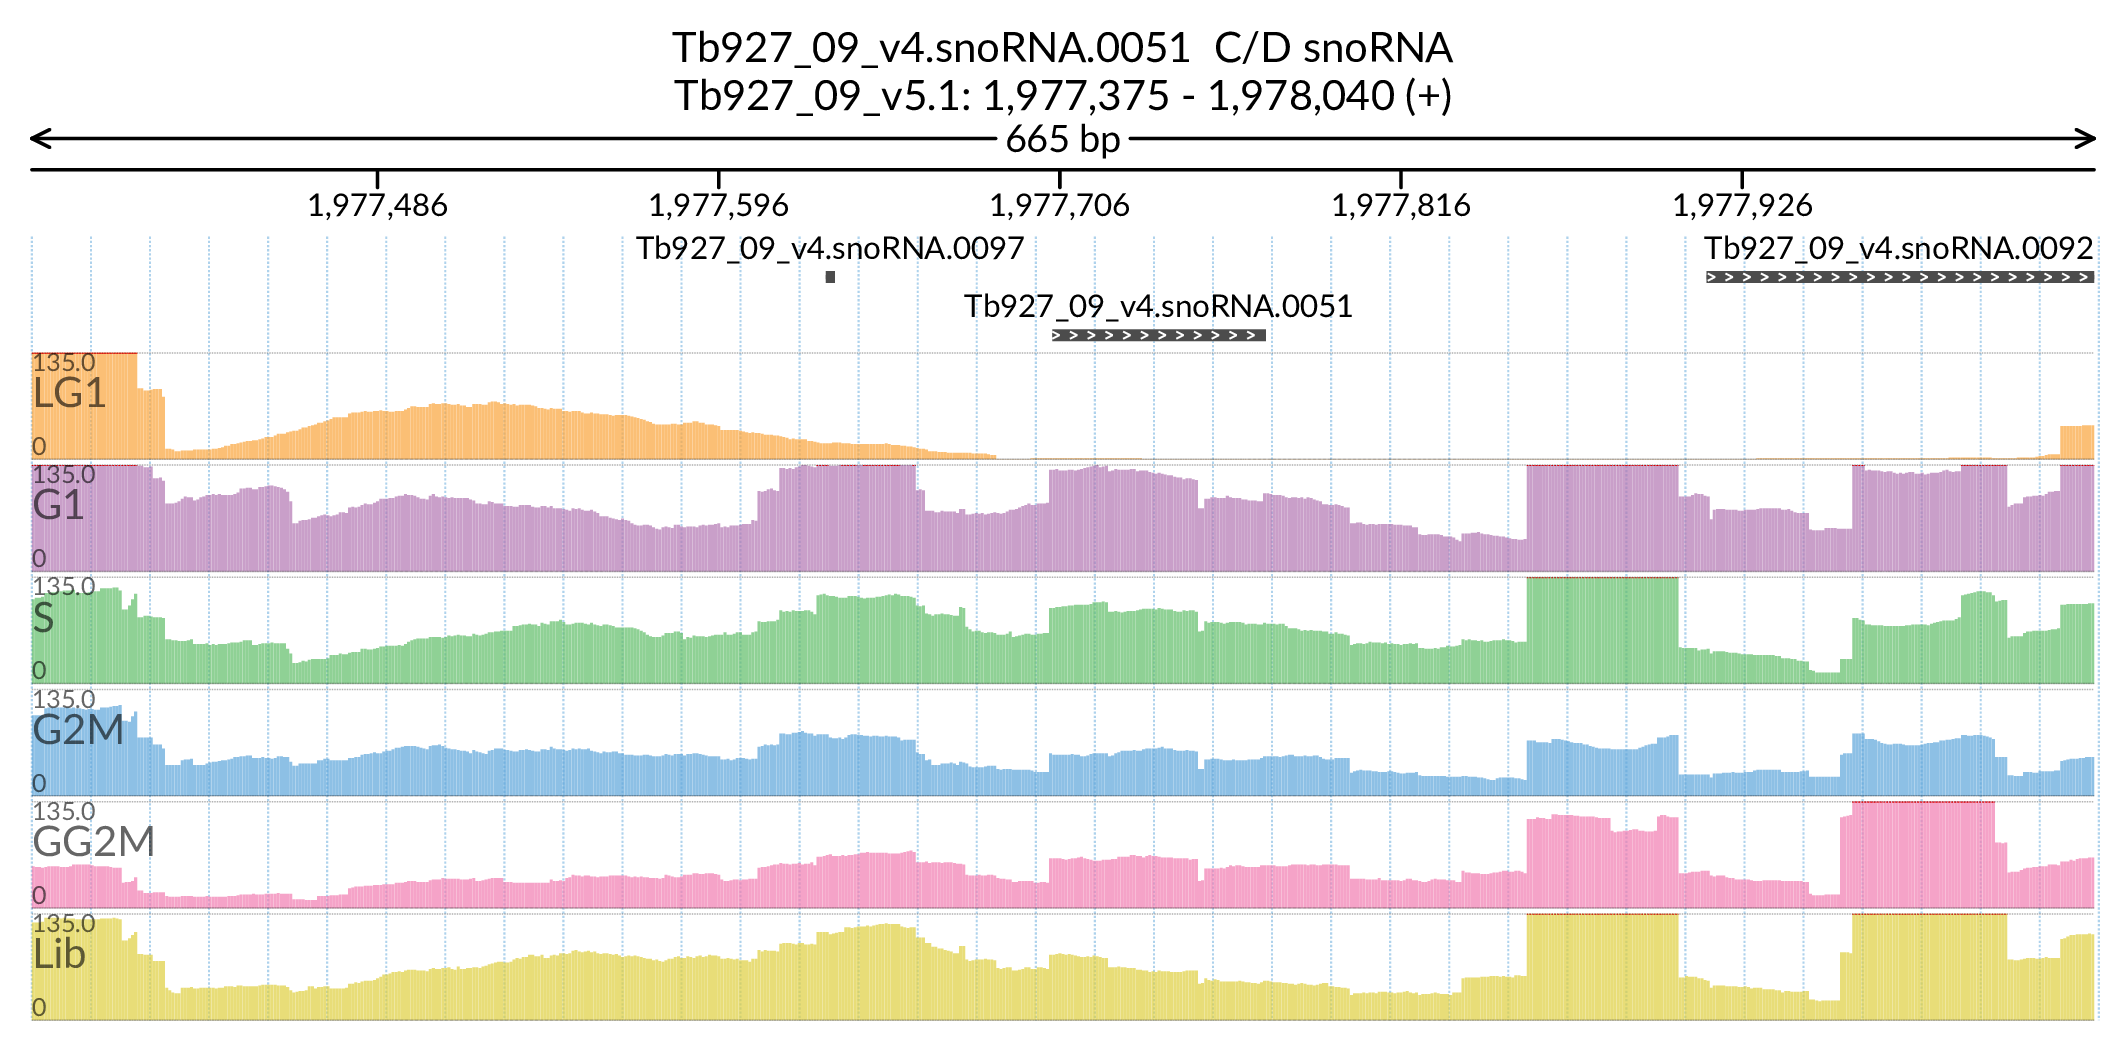 Tb927_09_v4.snoRNA.0051 C/D snoRNA
Tb927_09_v5.1: 1,977,375 - 1,978,040 (+)
665 bp
1,977,486 1,977,596 1,977,706 1,977,816 1,977,926
Tb927_09_v4.snoRNA.0097 Tb927_09_v4.snoRNA.0092
Tb927_09_v4.snoRNA.0051
135.0
LG1
0
135.0
G1
0
135.0
S
0
135.0
G2M
0
135.0
GG2M
0
135.0
Lib
0